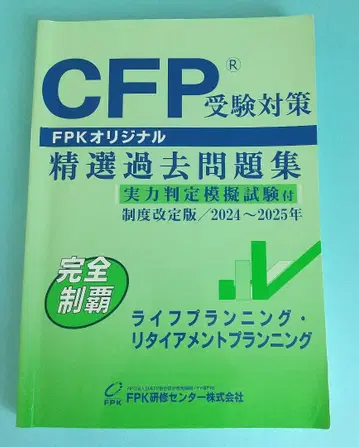 CFP®受験対策
FPKオリジナル
精選過去問題集
実力判定模擬試験付
制度改定版/2024〜2025年
完全
制覇
ライフプランニング・
リタイアメントプランニング
FPK
FPK研修センター株式会社